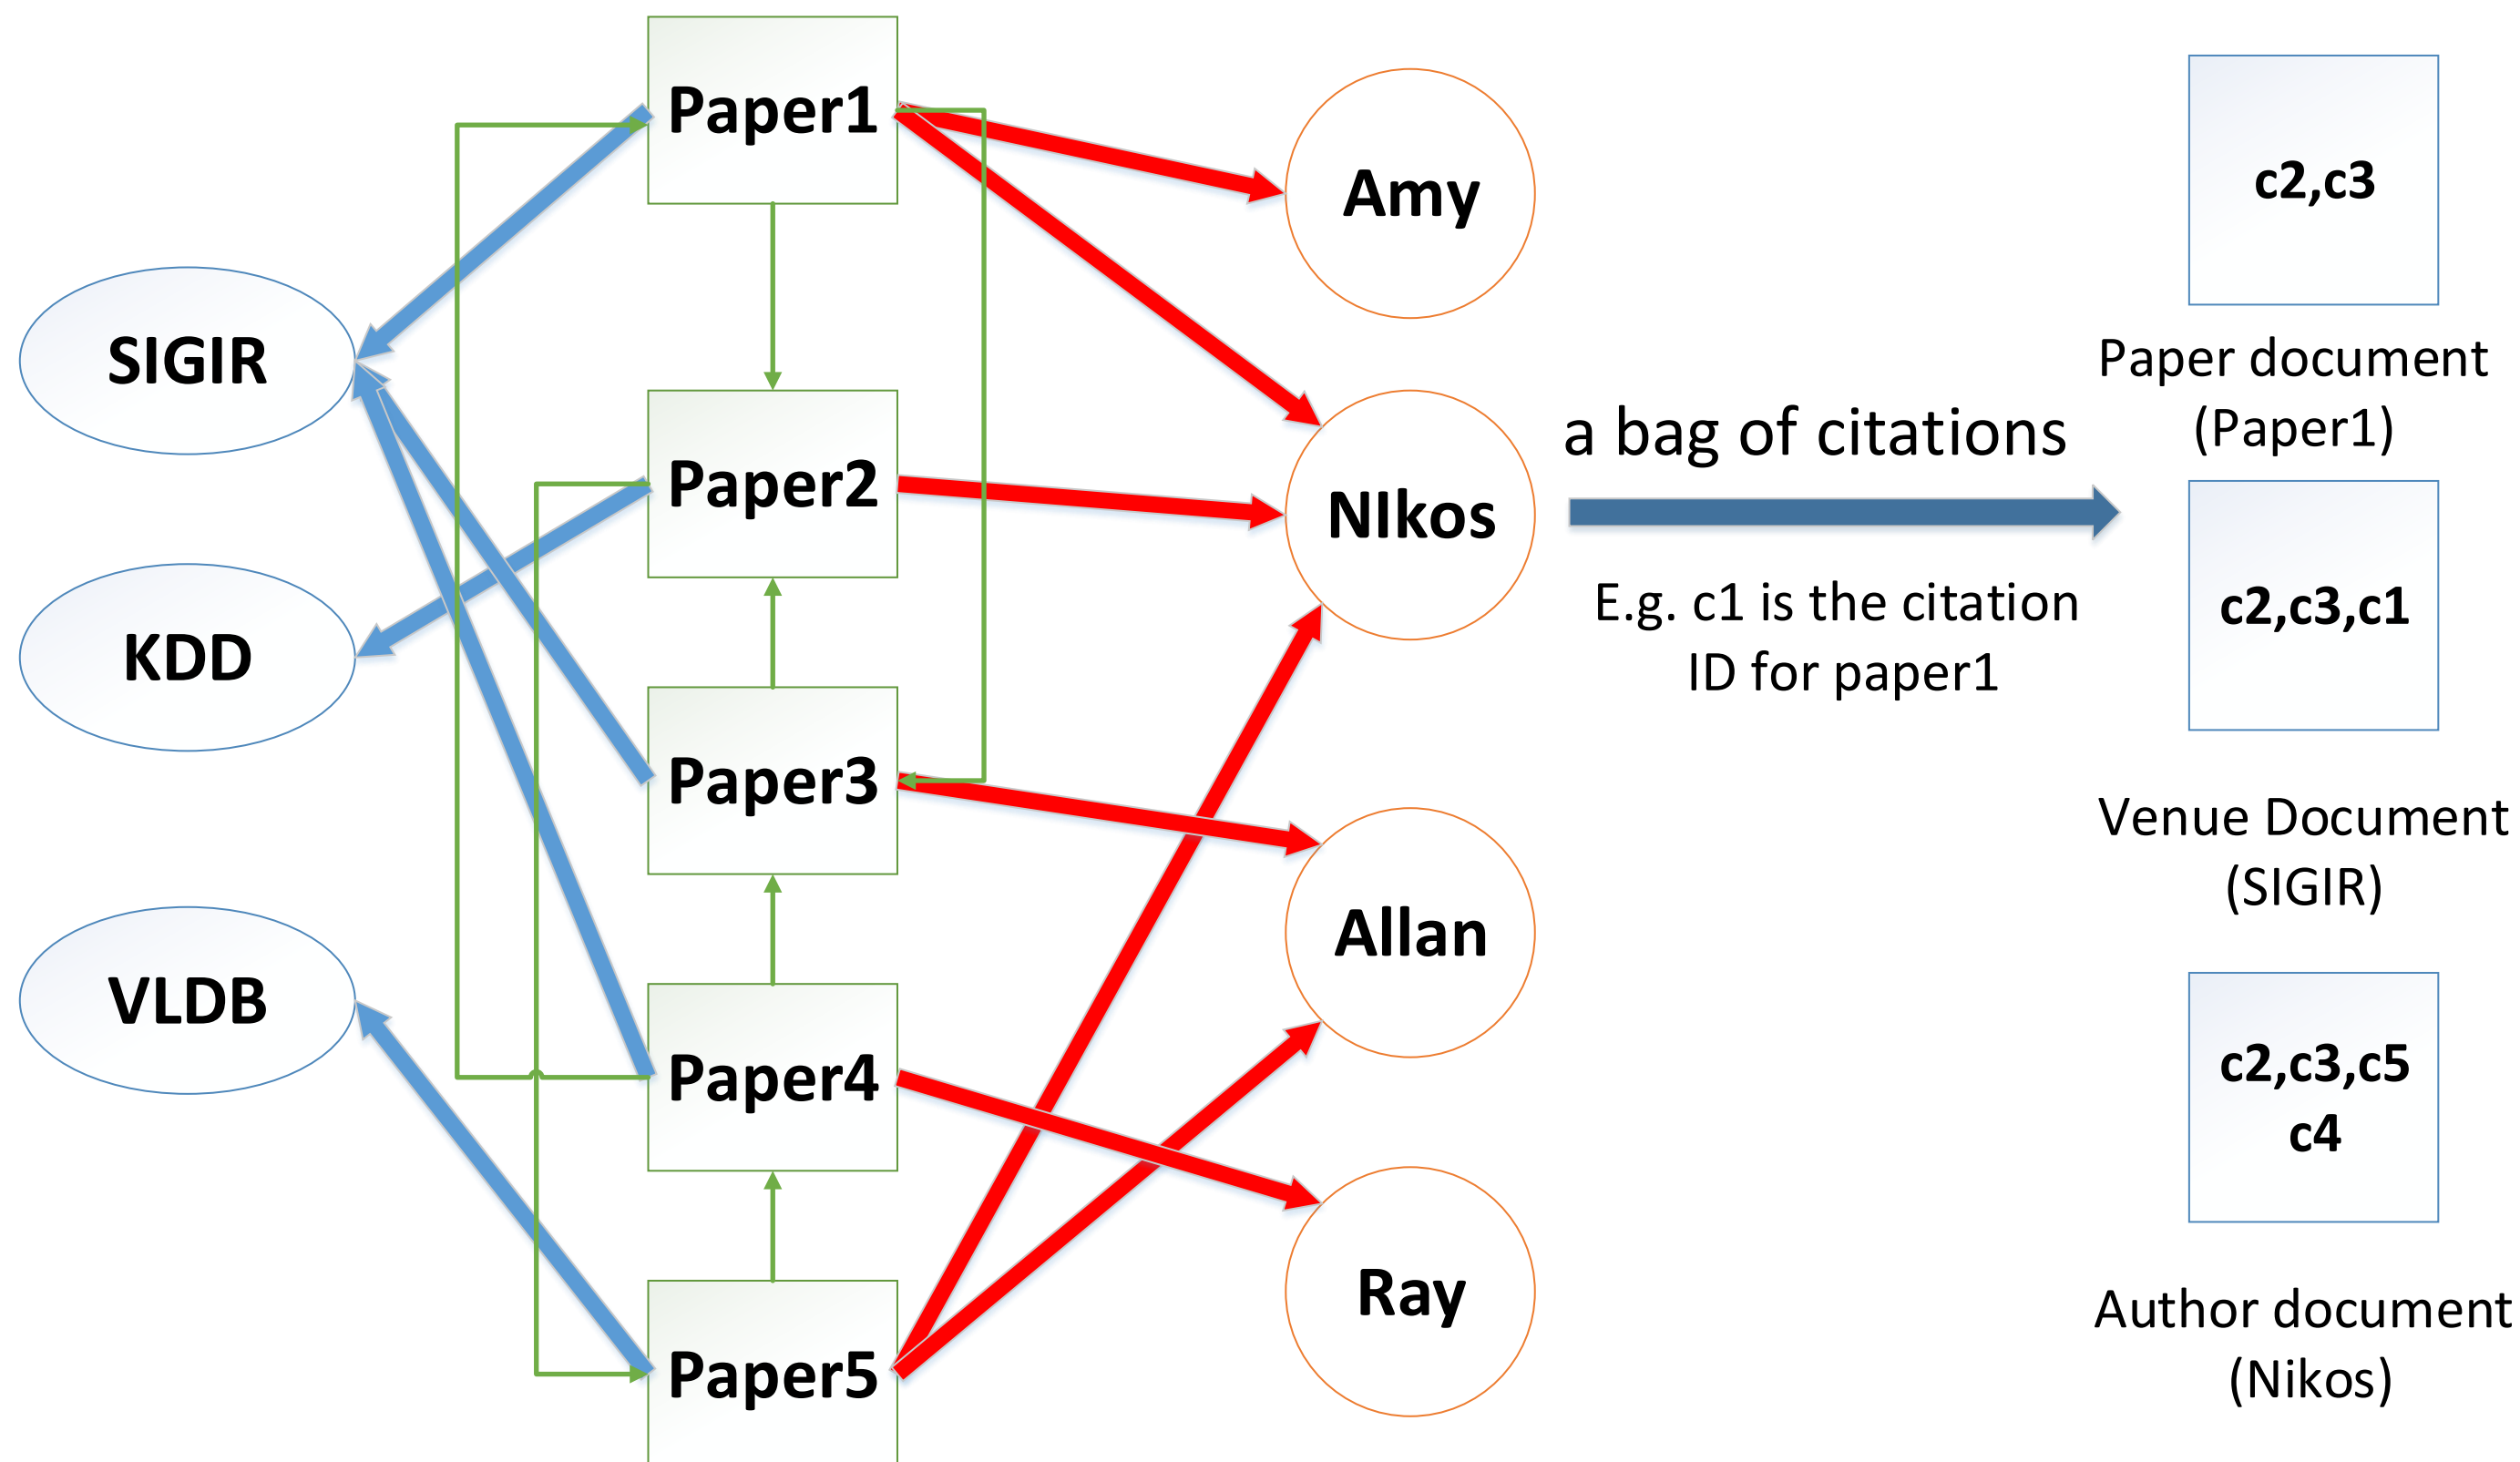 SIGIR
KDD
VLDB
Paper1
Paper2
Paper3
Paper4
Paper5
Amy
NIkos
Allan
Ray
a bag of citations
E.g. c1 is the citation
ID for paper1
c2,c3
Paper document
(Paper1)
c2,c3,c1
Venue Document
(SIGIR)
c2,c3,c5
c4
Author document
(Nikos)